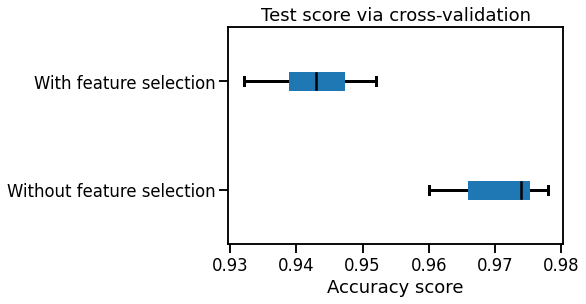 Test score via cross-validation
With feature selection
Without feature selection
0.93 0.94 0.95 0.96 0.97 0.98
Accuracy score